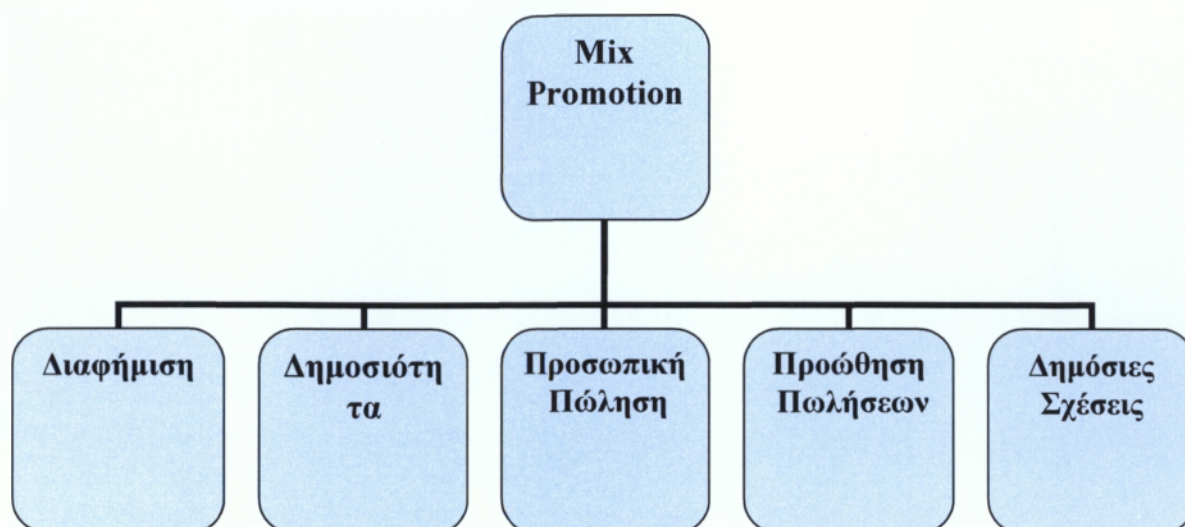 Mix
Promotion
Διαφήμιση
Δημοσιότη
τα
Προσωπική
Πώληση
Προώθηση
Πωλήσεων
Δημόσιες
Σχέσεις